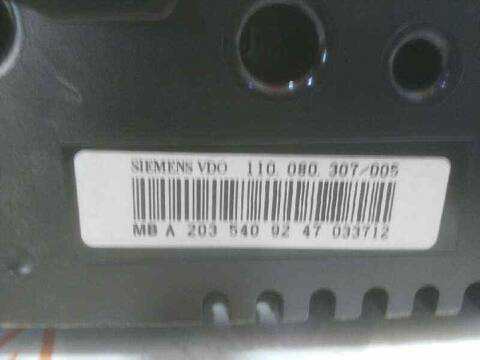 SIEMENS VDO 110 080 307/005
MB A 203 540 92 47 033712